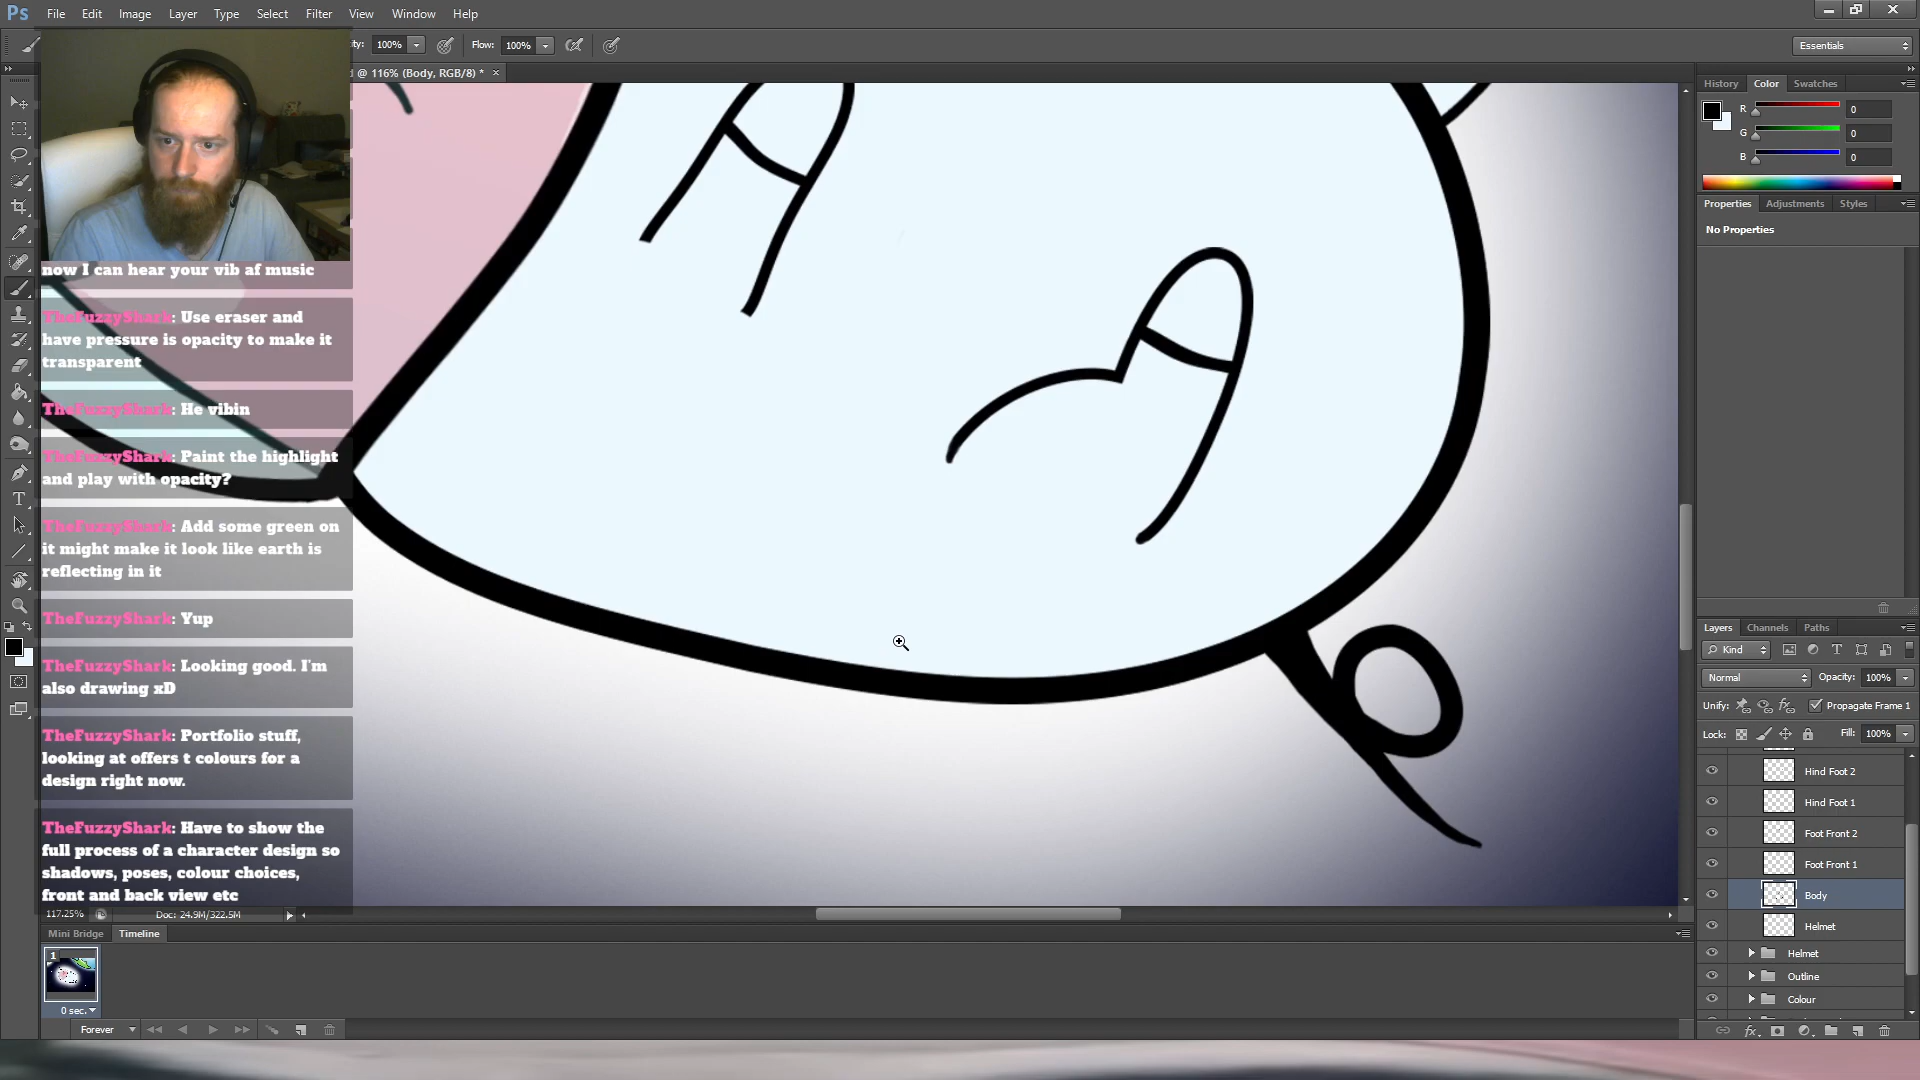 Ps File Edit Image Layer Type Select Filter View Window Help
ity: 100% Flow: 100% Essentials
d @ 116% (Body, RGB/8) * ×
History Color Swatches
R 0
G 0
B 0
Properties Adjustments Styles
No Properties
now I can hear your vib af music
TheFuzzyShark: Use eraser and
have pressure is opacity to make it
transparent
TheFuzzyShark: He vibin
TheFuzzyShark: Paint the highlight
and play with opacity?
TheFuzzyShark: Add some green on
it might make it look like earth is
reflecting in it
TheFuzzyShark: Yup
TheFuzzyShark: Looking good. I'm
also drawing xD
TheFuzzyShark: Portfolio stuff,
looking at offers t colours for a
design right now.
TheFuzzyShark: Have to show the
full process of a character design so
shadows, poses, colour choices,
front and back view etc
Layers Channels Paths
Kind
Normal Opacity: 100%
Unify: Propagate Frame 1
Lock: Fill: 100%
Hind Foot 2
Hind Foot 1
Foot Front 2
Foot Front 1
Body
Helmet
Helmet
Outline
Colour
117.25% Doc: 24.9M/322.5M
Mini Bridge Timeline
1
0 sec.
Forever